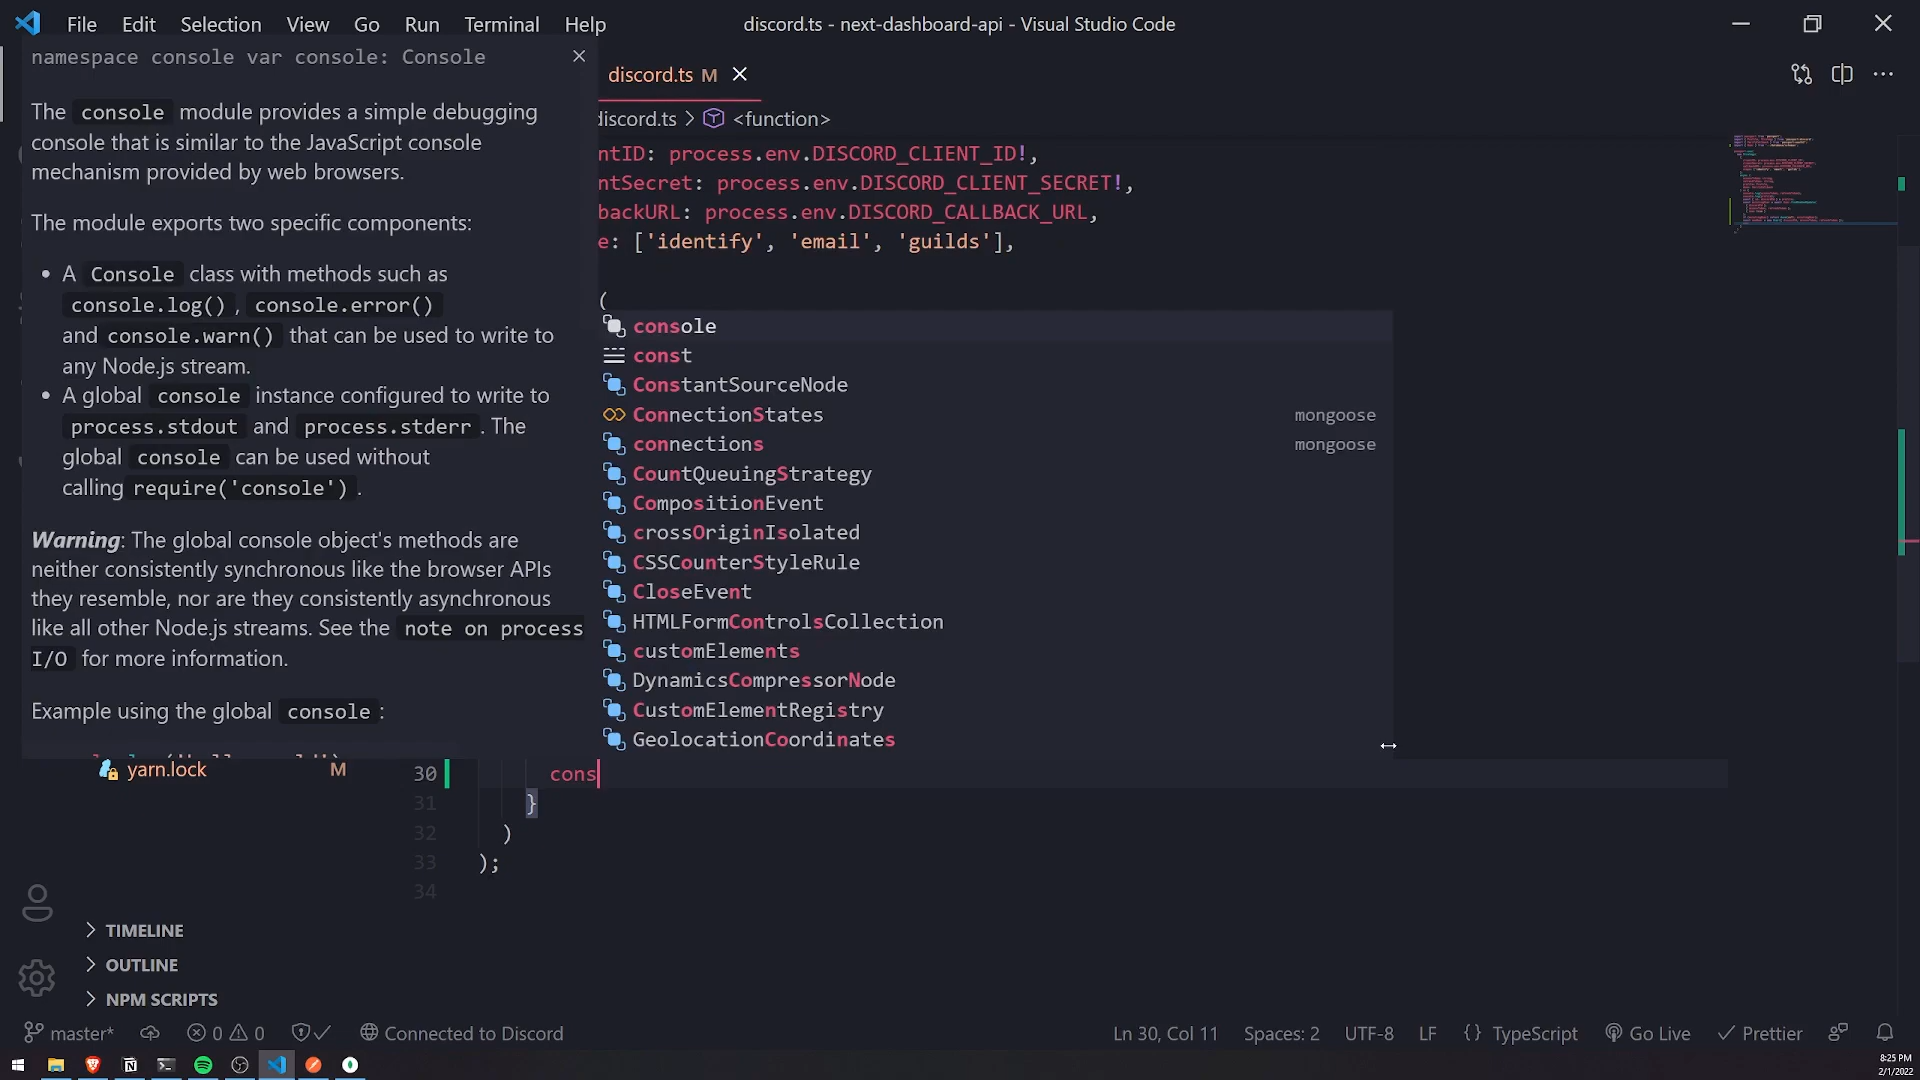 File Edit Selection View Go Run Terminal Help
discord.ts - next-dashboard-api - Visual Studio Code
namespace console var console: Console
The console module provides a simple debugging
console that is similar to the JavaScript console
mechanism provided by web browsers.
The module exports two specific components:
• A Console class with methods such as
console.log(), console.error()
and console.warn() that can be used to write to
any Node.js stream.
• A global console instance configured to write to
process.stdout and process.stderr. The
global console can be used without
calling require('console').
Warning: The global console object's methods are
neither consistently synchronous like the browser APIs
they resemble, nor are they consistently asynchronous
like all other Node.js streams. See the note on process
I/O for more information.
Example using the global console:
yarn.lock M
discord.ts M
discord.ts > <function>
ntID: process.env.DISCORD_CLIENT_ID!,
ntSecret: process.env.DISCORD_CLIENT_SECRET!,
backURL: process.env.DISCORD_CALLBACK_URL,
e: ['identify', 'email', 'guilds'],
(
console
const
ConstantSourceNode
ConnectionStates mongoose
connections mongoose
CountQueuingStrategy
CompositionEvent
crossOriginIsolated
CSSCounterStyleRule
CloseEvent
HTMLFormControlsCollection
customElements
DynamicsCompressorNode
CustomElementRegistry
GeolocationCoordinates
30 cons
31 }
32 )
33 );
34
TIMELINE
OUTLINE
NPM SCRIPTS
master* 0 0 Connected to Discord Ln 30, Col 11 Spaces: 2 UTF-8 LF {} TypeScript Go Live Prettier
8:25 PM
2/1/2022